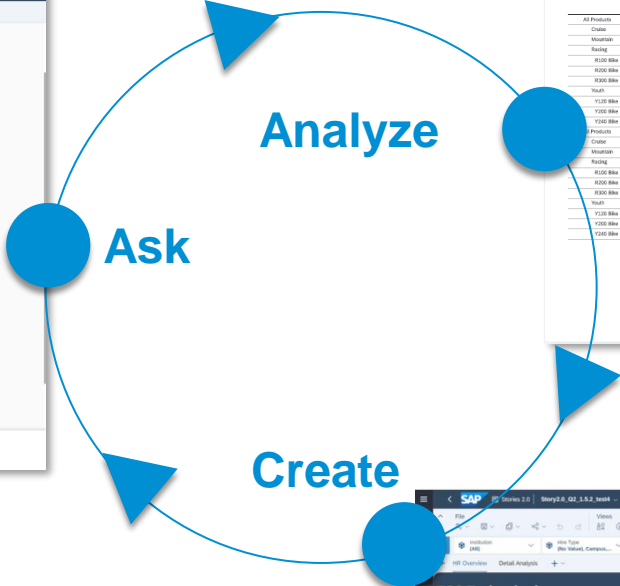 All Products
Cruise
Mountain
Racing
R100 Bike
R200 Bike
R300 Bike
Youth
Y120 Bike
Y200 Bike
Y240 Bike
Products
Cruise
Mountain
Racing
R100 Bike
R200 Bike
R300 Bike
Youth
Y120 Bike
Y200 Bike
Y240 Bike
Analyze
Ask
Create
SAP Stories 2.0 Story2.0_Q2_1.5.2_test4
File Views
Institution Hire Type
(All) (No Value), Campus,...
HR Overview Detail Analysis +